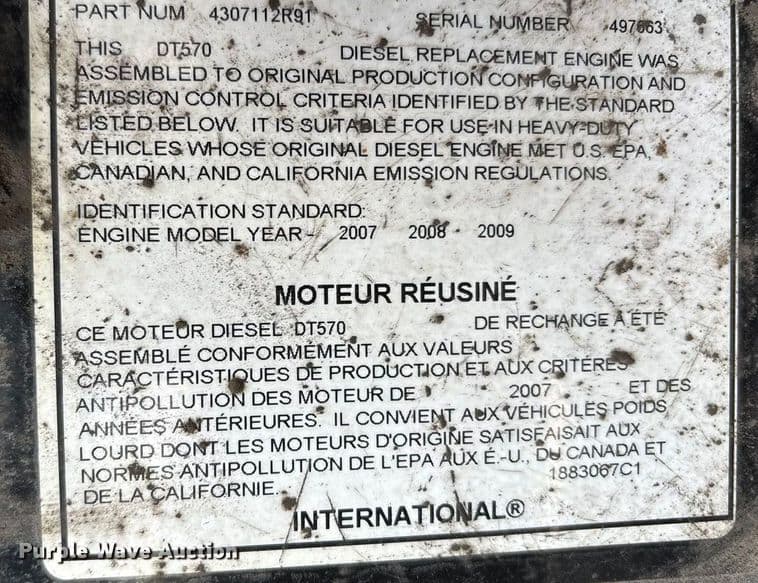 PART NUM 4307112R91 SERIAL NUMBER 497663
THIS DT570 DIESEL REPLACEMENT ENGINE WAS
ASSEMBLED TO ORIGINAL PRODUCTION CONFIGURATION AND
EMISSION CONTROL CRITERIA IDENTIFIED BY THE STANDARD
LISTED BELOW. IT IS SUITABLE FOR USE IN HEAVY-DUTY
VEHICLES WHOSE ORIGINAL DIESEL ENGINE MET U.S. EPA,
CANADIAN, AND CALIFORNIA EMISSION REGULATIONS.
IDENTIFICATION STANDARD:
ENGINE MODEL YEAR - 2007 2008 2009
MOTEUR RÉUSINÉ
CE MOTEUR DIESEL DT570 DE RECHANGE A ÉTÉ
ASSEMBLÉ CONFORMÉMENT AUX VALEURS
CARACTÉRISTIQUES DE PRODUCTION ET AUX CRITÉRES
ANTIPOLLUTION DES MOTEUR DE 2007 ET DES
ANNÉES ANTÉRIEURES. IL CONVIENT AUX VÉHICULES POIDS
LOURD DONT LES MOTEURS D'ORIGINE SATISFAISAIT AUX
NORMES ANTIPOLLUTION DE L'EPA AUX É.-U., DU CANADA ET
DE LA CALIFORNIE. 1883067C1
INTERNATIONAL®
Purple Wave Auction